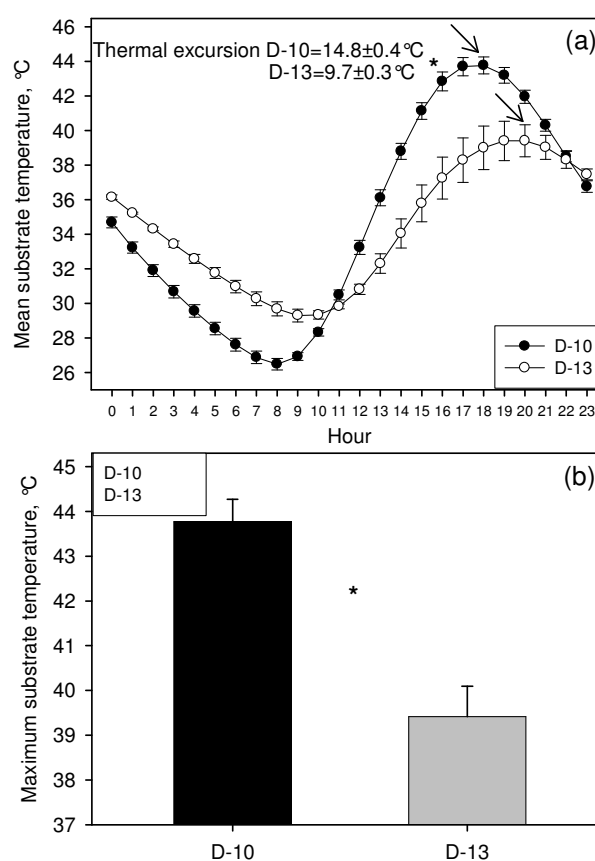 (a)
Thermal excursion D-10=14.8±0.4℃
D-13=9.7±0.3℃ *
Mean substrate temperature, ℃
46
44
42
40
38
36
34
32
30
28
26
D-10
D-13
0 1 2 3 4 5 6 7 8 9 10 11 12 13 14 15 16 17 18 19 20 21 22 23
Hour
(b)
D-10
D-13
Maximum substrate temperature, ℃
45
44
43
42
41
40
39
38
37
*
D-10 D-13